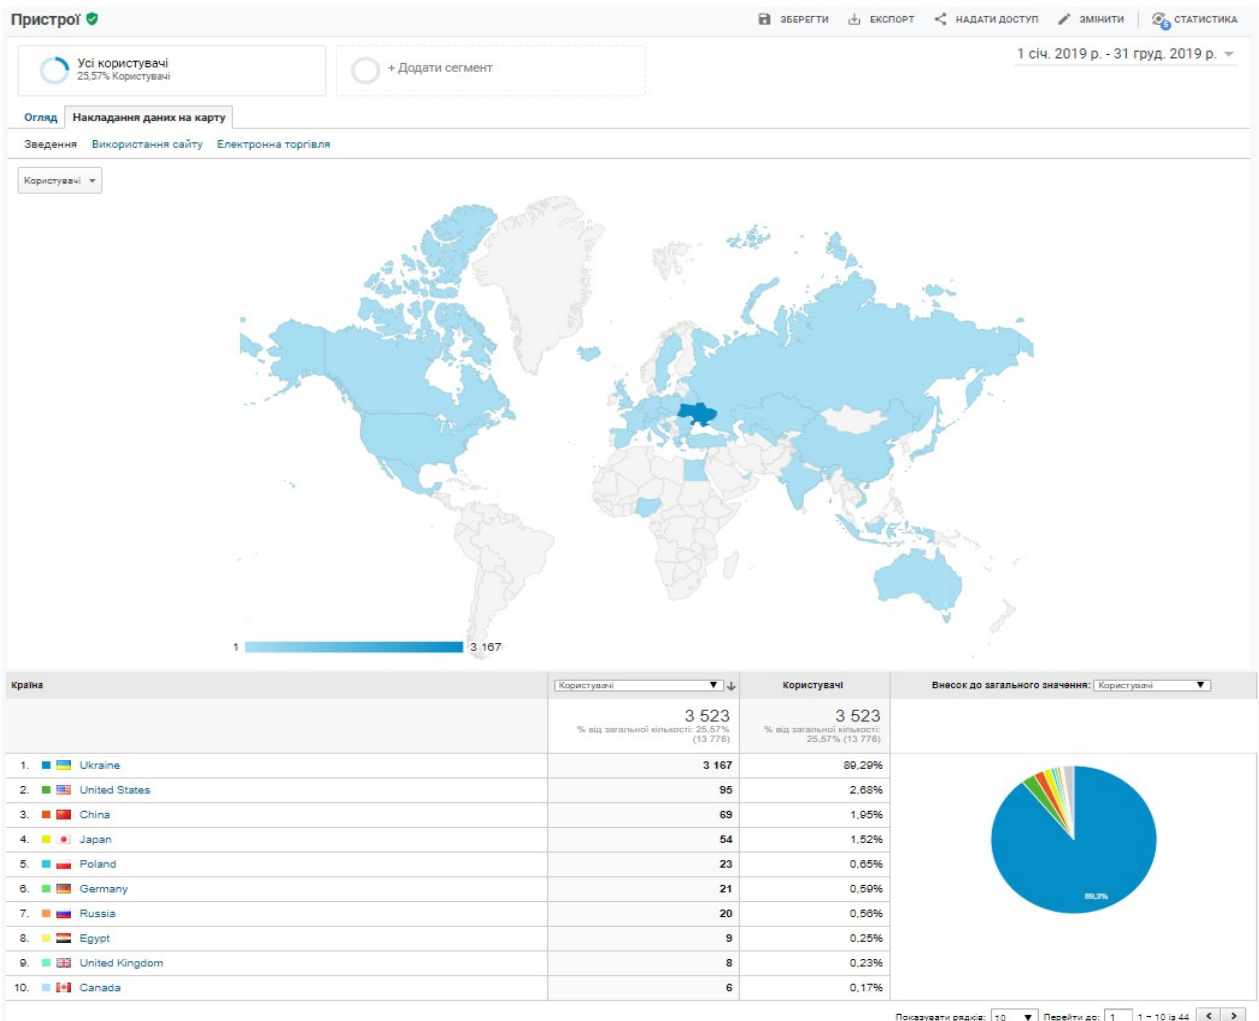 Пристрої
ЗБЕРЕГТИ ЕКСПОРТ НАДАТИ ДОСТУП ЗМІНИТИ 5 СТАТИСТИКА
Усі користувачі
25,57% Користувачі
+ Додати сегмент
1 січ. 2019 р. - 31 груд. 2019 р.
Огляд Накладання даних на карту
Зведення Використання сайту Електронна торгівля
Користувачі
1 3 167
Країна Користувачі Користувачі Внесок до загального значення: Користувачі
3 523 3 523
% від загальної кількості: 25,57% (13 776) % від загальної кількості: 25,57% (13 776)
1. Ukraine 3 167 89,29%
2. United States 95 2,68%
3. China 69 1,95%
4. Japan 54 1,52%
5. Poland 23 0,65%
6. Germany 21 0,59%
7. Russia 20 0,56%
8. Egypt 9 0,25%
9. United Kingdom 8 0,23%
10. Canada 6 0,17%
89,3%
Показувати рядків: 10 Перейти до: 1 1 – 10 із 44